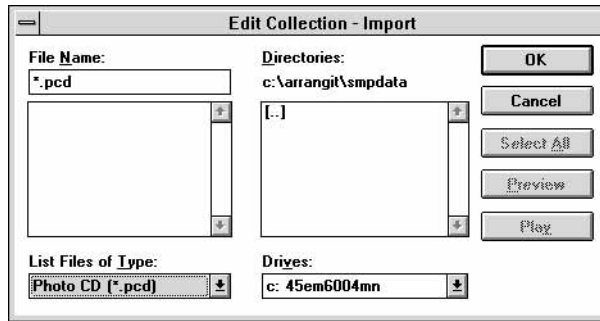 Edit Collection - Import
File Name:
*.pcd
Directories:
c:\arrangit\smpdata
[..]
OK
Cancel
Select All
Preview
Play
List Files of Type:
Photo CD (*.pcd)
Drives:
c: 45em6004mn